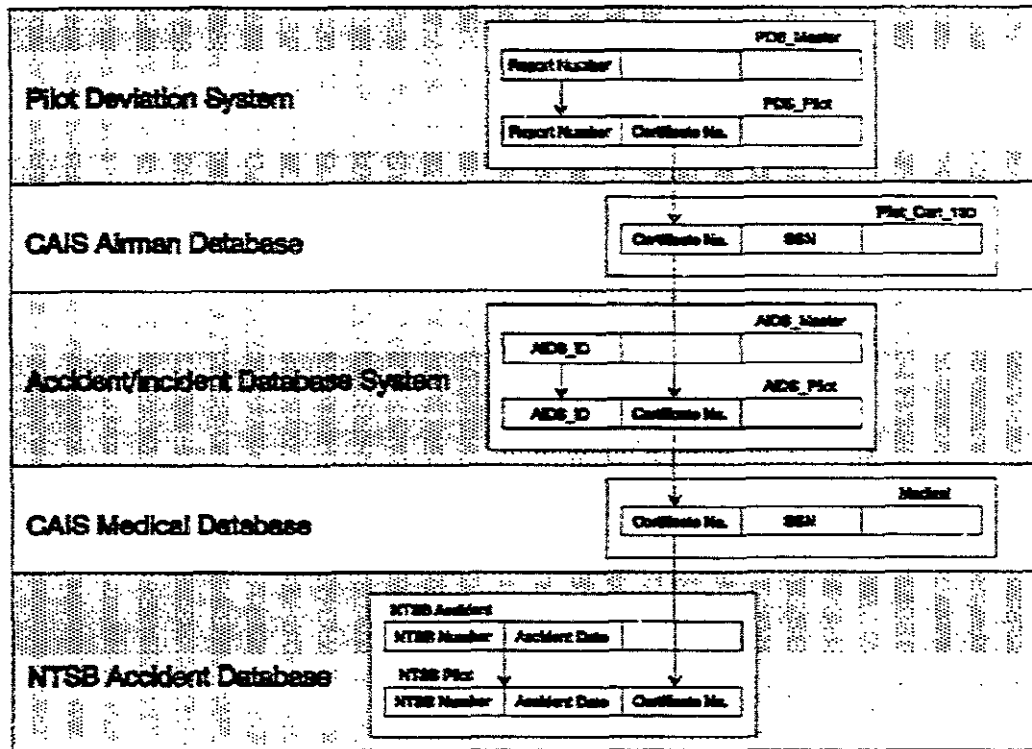 PDS_Master
Report Number
Pilot Deviation System
PDS_Pilot
Report Number Certificate No.
CAIS Airman Database
Certificate No. SSN
AIDS_Master
AIDS_ID
Accident/Incident Database System
AIDS_Pilot
AIDS_ID Certificate No.
Medical
CAIS Medical Database
Certificate No. SSN
NTSB Accident
NTSB Number Accident Date
NTSB Accident Database
NTSB Pilot
NTSB Number Accident Date Certificate No.